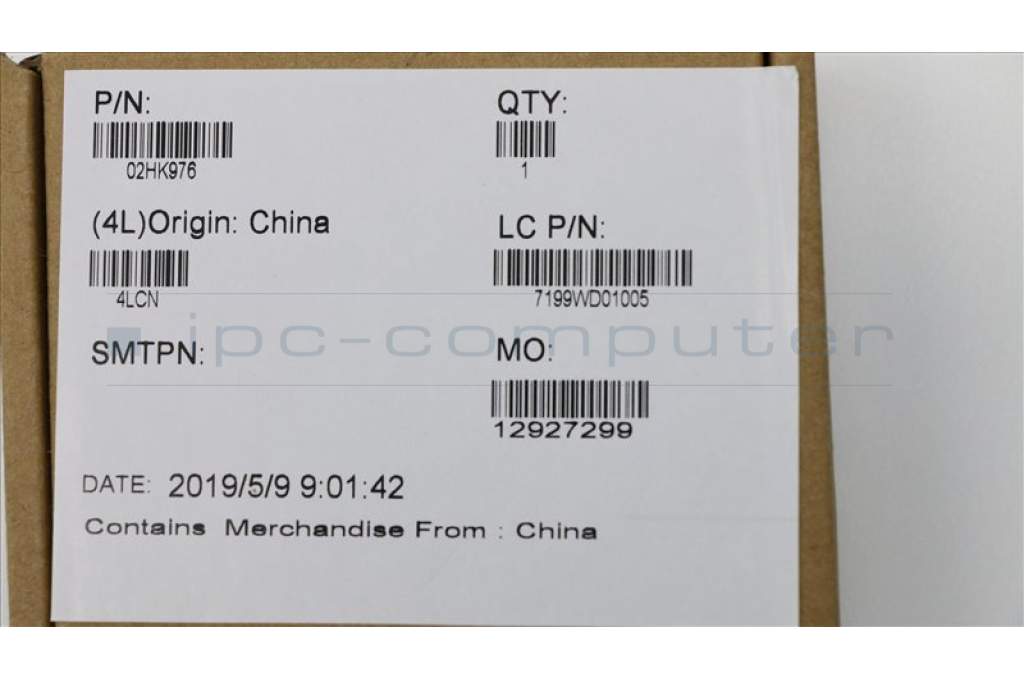 P/N: QTY:
02HK976 1
(4L)Origin: China LC P/N:
4LCN 7199WD01005
ipc-computer
SMTPN: MO:
12927299
DATE: 2019/5/9 9:01:42
Contains Merchandise From : China